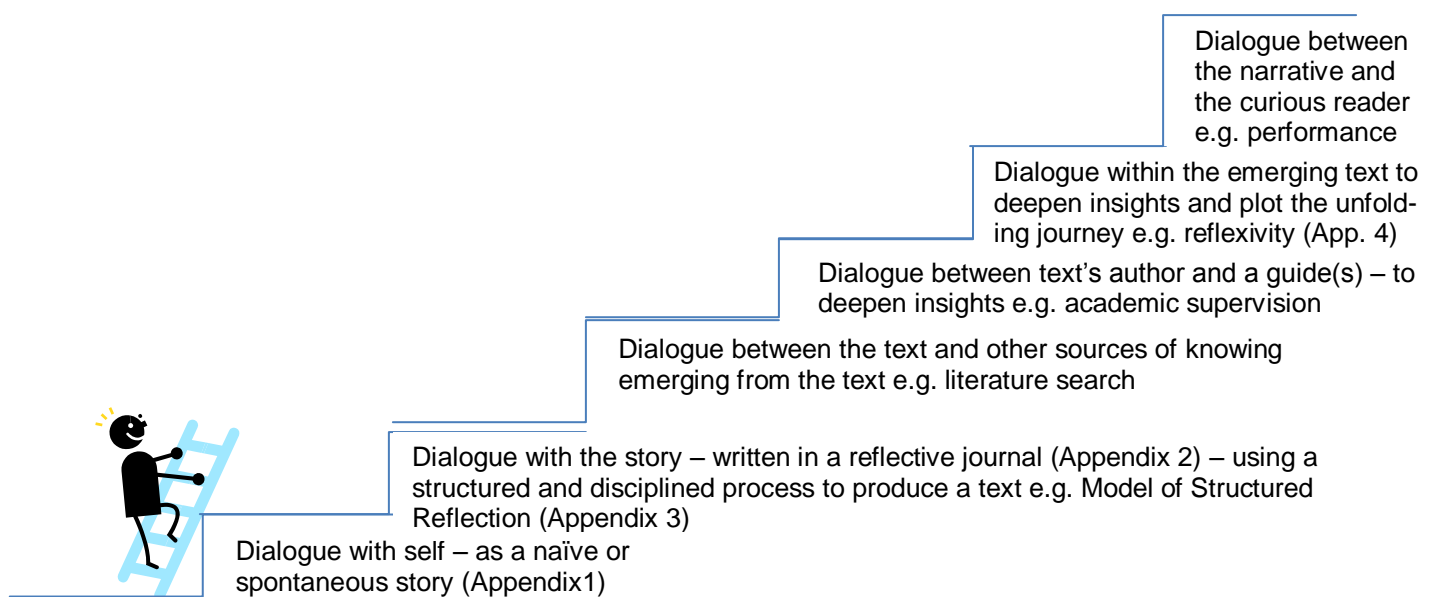 Dialogue between
the narrative and
the curious reader
e.g. performance
Dialogue within the emerging text to
deepen insights and plot the unfold-
ing journey e.g. reflexivity (App. 4)
Dialogue between text's author and a guide(s) – to
deepen insights e.g. academic supervision
Dialogue between the text and other sources of knowing
emerging from the text e.g. literature search
Dialogue with the story – written in a reflective journal (Appendix 2) – using a
structured and disciplined process to produce a text e.g. Model of Structured
Reflection (Appendix 3)
Dialogue with self – as a naïve or
spontaneous story (Appendix1)